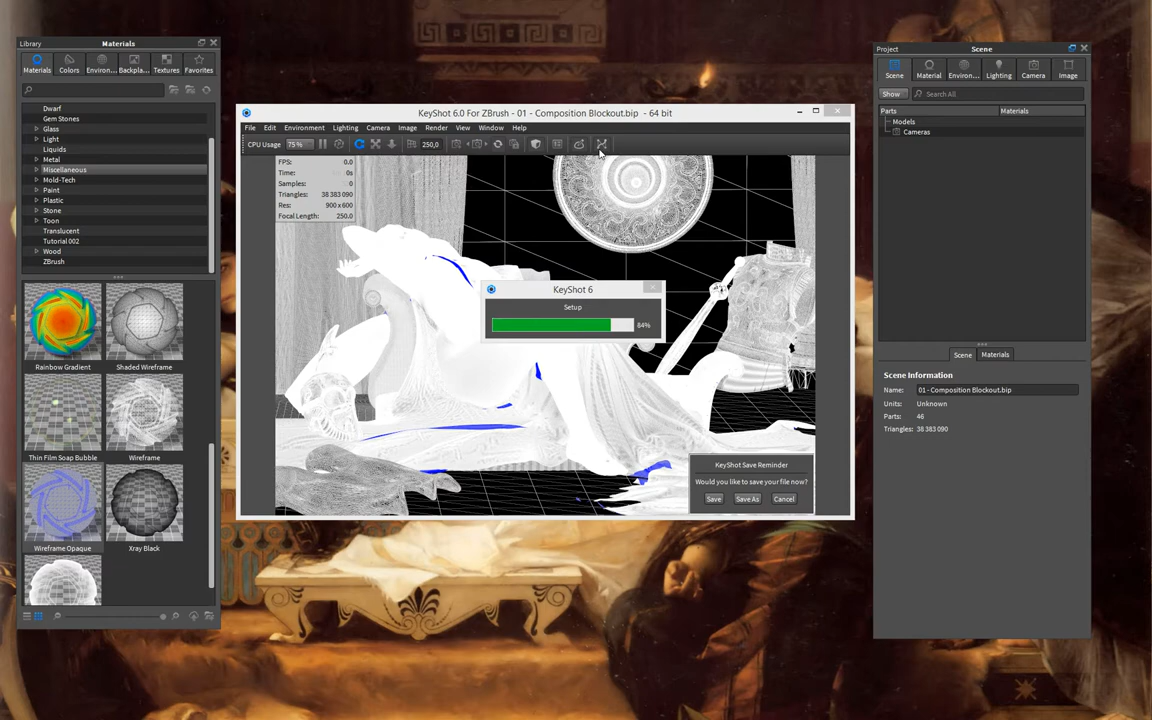 Library
Materials
Materials
Colors
Environ...
Backpla...
Textures
Favorites
Dwarf
Gem Stones
Glass
Light
Liquids
Metal
Miscellaneous
Mold-Tech
Paint
Plastic
Stone
Toon
Translucent
Tutorial 002
Wood
ZBrush
Rainbow Gradient
Shaded Wireframe
Thin Film Soap Bubble
Wireframe
Wireframe Opaque
Xray Black
KeyShot 6.0 For ZBrush - 01 - Composition Blockout.bip - 64 bit
File Edit Environment Lighting Camera Image Render View Window Help
CPU Usage 75 % 250,0
FPS: 0.0
Time: 0s
Samples: 0
Triangles: 38 383 090
Res: 900 x 600
Focal Length: 250.0
KeyShot 6
Setup
84%
KeyShot Save Reminder
Would you like to save your file now?
Save Save As Cancel
Project
Scene
Scene
Material
Environ...
Lighting
Camera
Image
Show
Search All
Parts Materials
Models
Cameras
Scene Materials
Scene Information
Name: 01 - Composition Blockout.bip
Units: Unknown
Parts: 46
Triangles: 38 383 090